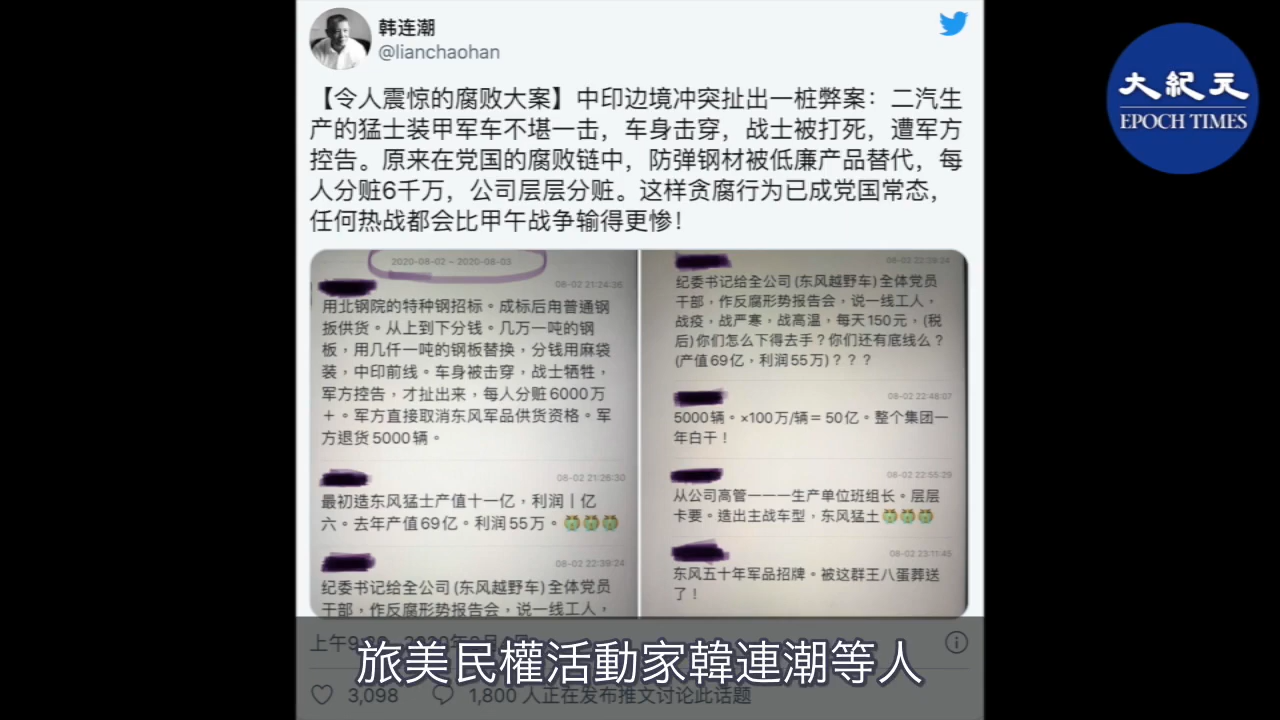 韩连潮
@lianchaohan
大紀元
EPOCH TIMES
【令人震惊的腐败大案】中印边境冲突扯出一桩弊案：二汽生
产的猛士装甲军车不堪一击，车身击穿，战士被打死，遭军方
控告。原来在党国的腐败链中，防弹钢材被低廉产品替代，每
人分赃6千万，公司层层分赃。这样贪腐行为已成党国常态，
任何热战都会比甲午战争输得更惨！
2020-08-02 ~ 2020-08-03
08-02 21:24:36
用北钢院的特种钢招标。成标后用普通钢
扳供货。从上到下分钱。几万一吨的钢
板，用几仟一吨的钢板替换，分钱用麻袋
装，中印前线。车身被击穿，战士牺牲，
军方控告，才扯出来，每人分赃6000万
＋。军方直接取消东风军品供货资格。军
方退货5000辆。
08-02 21:26:30
最初造东风猛士产值十一亿，利润丨亿
六。去年产值69亿。利润55万。
08-02 22:39:24
纪委书记给全公司(东风越野车)全体党员
干部，作反腐形势报告会，说一线工人，
08-02 22:39:24
纪委书记给全公司(东风越野车)全体党员
干部，作反腐形势报告会，说一线工人，
战疫，战严寒，战高温，每天150元，(税
后)你们怎么下得去手？你们还有底线么？
(产值69亿，利润55万)？？？
08-02 22:48:07
5000辆。×100万/辆＝50亿。整个集团一
年白干！
08-02 22:55:29
从公司高管一一一生产单位班组长。层层
卡要。造出主战车型，东风猛士
08-02 23:11:45
东风五十年军品招牌。被这群王八蛋葬送
了！
上午9
旅美民權活動家韓連潮等人
3,098
1,800 人正在发布推文讨论此话题